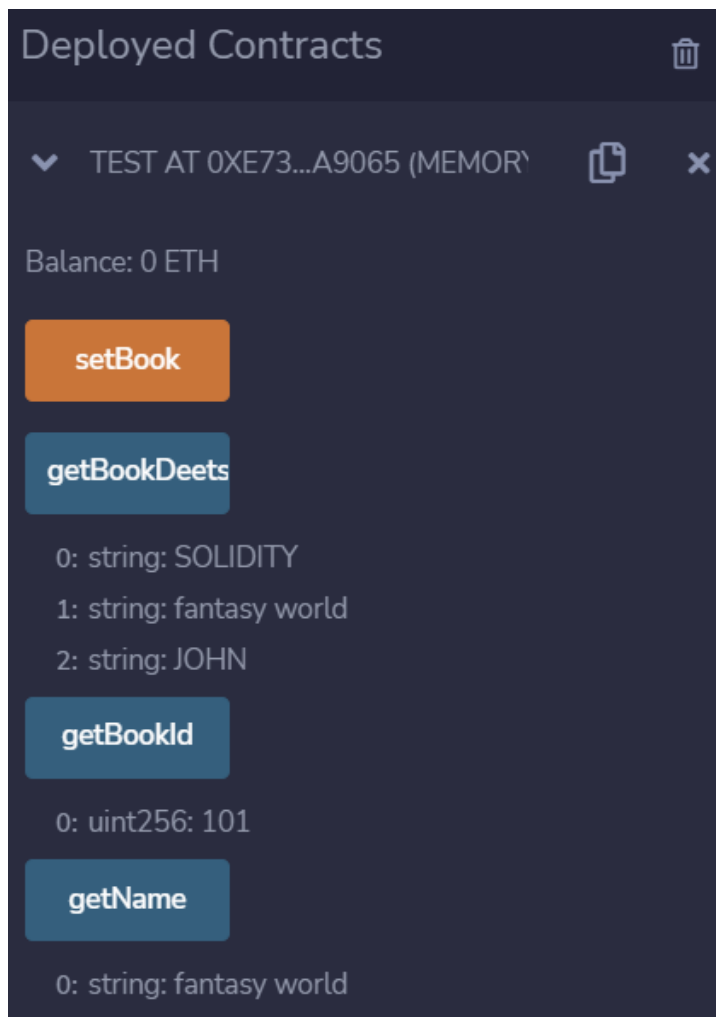 Deployed Contracts
TEST AT 0XE73...A9065 (MEMORY
Balance: 0 ETH
setBook
getBookDeets
0: string: SOLIDITY
1: string: fantasy world
2: string: JOHN
getBookId
0: uint256: 101
getName
0: string: fantasy world